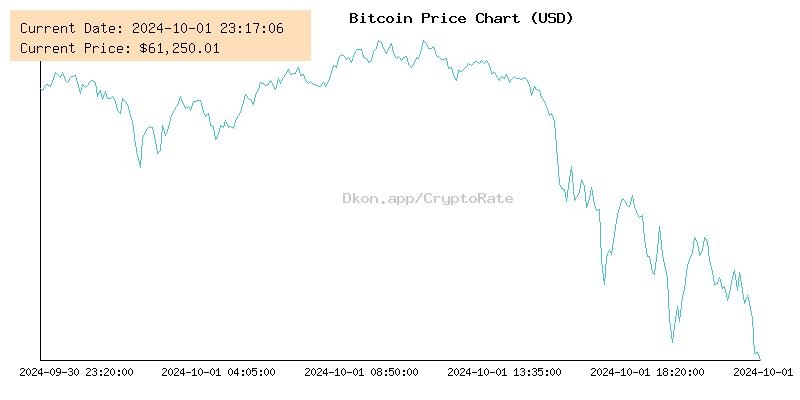 Bitcoin Price Chart (USD)
Current Date: 2024-10-01 23:17:06
Current Price: $61,250.01
Dkon.app/CryptoRate
2024-09-30 23:20:00 2024-10-01 04:05:00 2024-10-01 08:50:00 2024-10-01 13:35:00 2024-10-01 18:20:00 2024-10-01